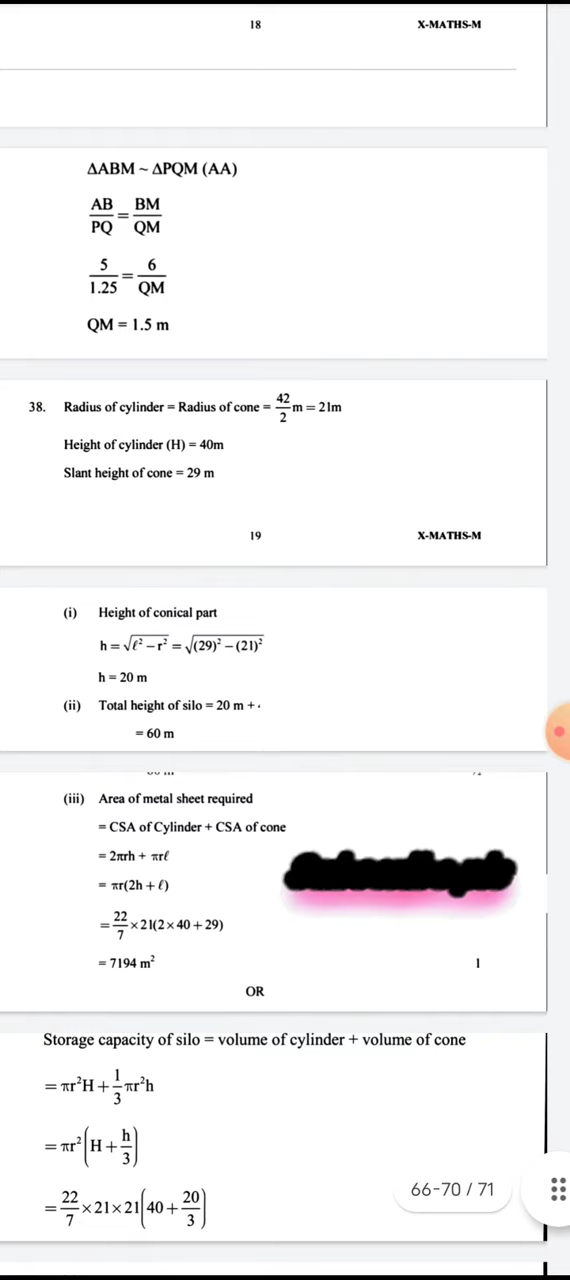 18 X-MATHS-M
ΔABM ~ ΔPQM (AA)
AB/PQ = BM/QM
5/1.25 = 6/QM
QM = 1.5 m
38. Radius of cylinder = Radius of cone = 42/2 m = 21m
Height of cylinder (H) = 40m
Slant height of cone = 29 m
19 X-MATHS-M
(i) Height of conical part
h = √(ℓ² – r²) = √((29)² – (21)²)
h = 20 m
(ii) Total height of silo = 20 m +
= 60 m
(iii) Area of metal sheet required
= CSA of Cylinder + CSA of cone
= 2πrh + πrℓ
= πr(2h + ℓ)
= 22/7 × 21(2 × 40 + 29)
= 7194 m² 1
OR
Storage capacity of silo = volume of cylinder + volume of cone
= πr²H + 1/3 πr²h
= πr² (H + h/3)
= 22/7 × 21 × 21 (40 + 20/3)
66-70 / 71